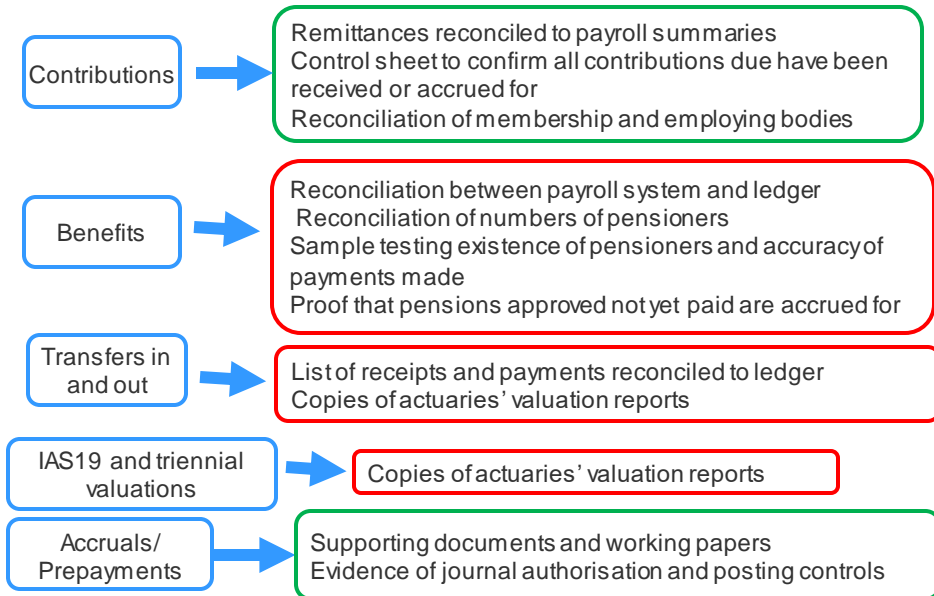 Contributions
Remittances reconciled to payroll summaries
Control sheet to confirm all contributions due have been
received or accrued for
Reconciliation of membership and employing bodies
Benefits
Reconciliation between payroll system and ledger
Reconciliation of numbers of pensioners
Sample testing existence of pensioners and accuracy of
payments made
Proof that pensions approved not yet paid are accrued for
Transfers in
and out
List of receipts and payments reconciled to ledger
Copies of actuaries' valuation reports
IAS19 and triennial
valuations
Copies of actuaries' valuation reports
Accruals/
Prepayments
Supporting documents and working papers
Evidence of journal authorisation and posting controls